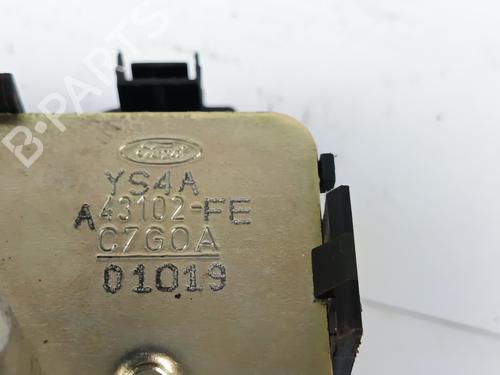 B-PARTS
Ford
YS4A
A43102-FE
C7GOA
01019